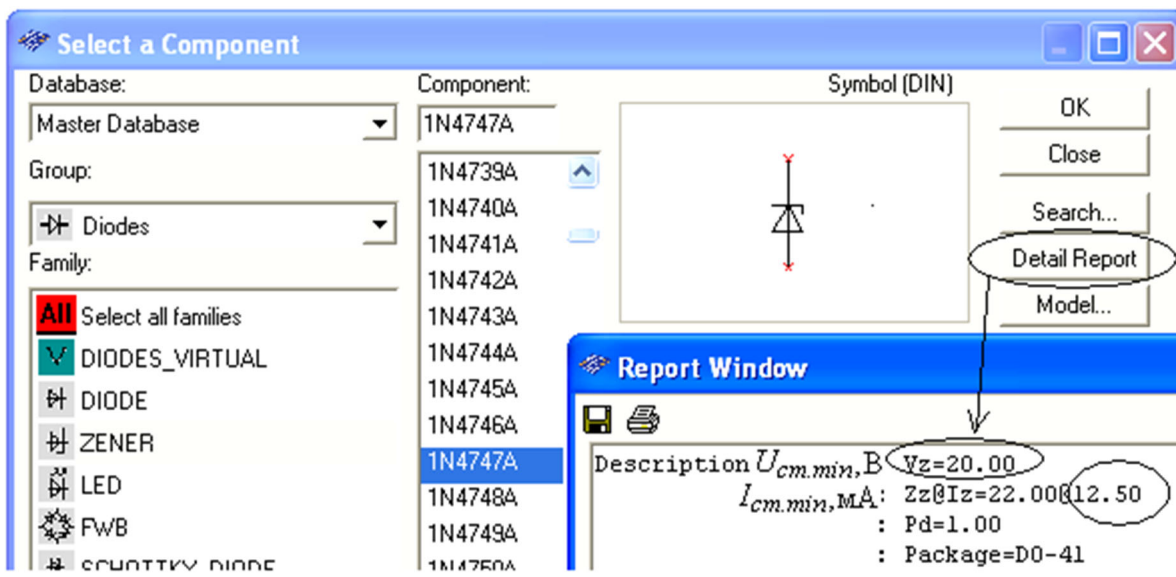 Select a Component
Database:
Master Database
Group:
Diodes
Family:
All Select all families
DIODES_VIRTUAL
DIODE
ZENER
LED
FWB
SCHOTTKY_DIODE
Component:
1N4747A
1N4739A
1N4740A
1N4741A
1N4742A
1N4743A
1N4744A
1N4745A
1N4746A
1N4747A
1N4748A
1N4749A
1N4750A
Symbol (DIN)
OK
Close
Search...
Detail Report
Model...
Report Window
Description Uст.min, В Vz=20.00
Iст.min, мА: Zz@Iz=22.00@12.50
: Pd=1.00
: Package=DO-41